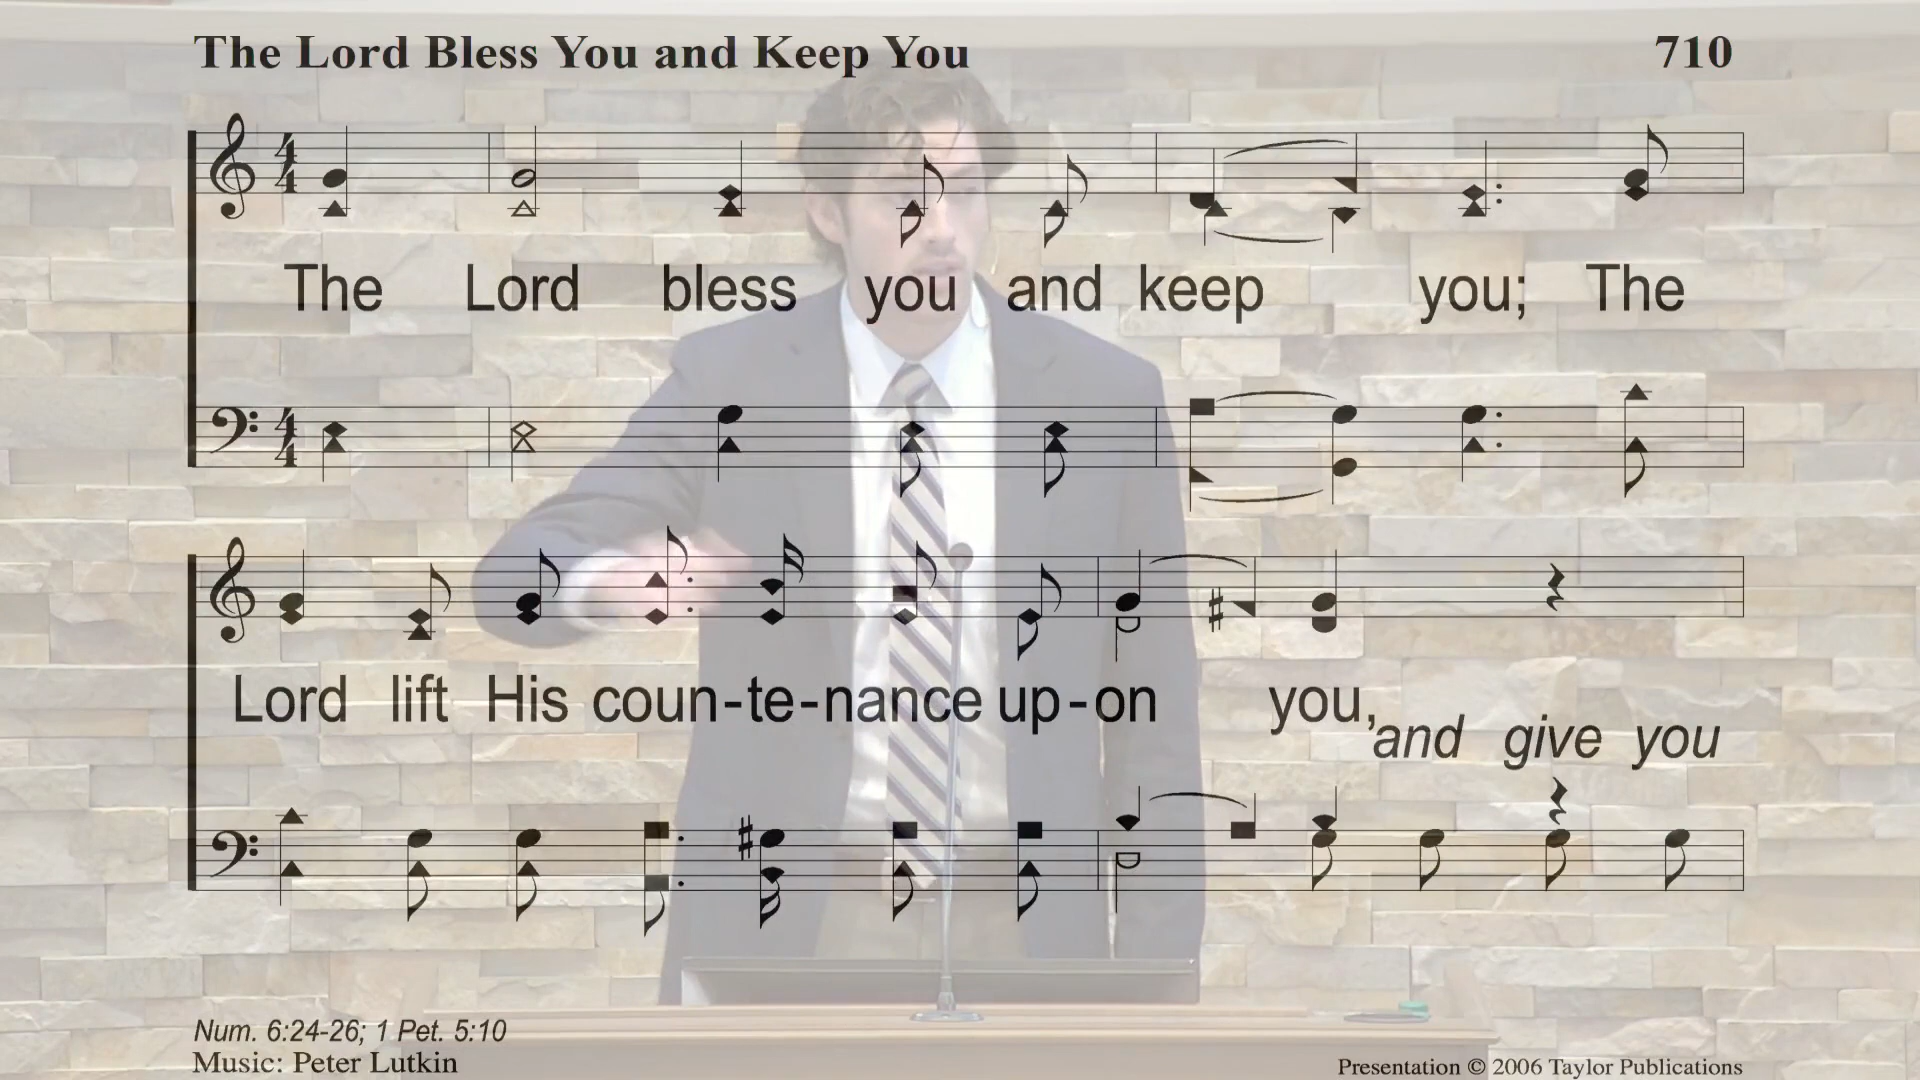 The Lord Bless You and Keep You 710
The Lord bless you and keep you; The
Lord lift His coun-te-nance up-on you,
and give you
Num. 6:24-26; 1 Pet. 5:10
Music: Peter Lutkin
Presentation © 2006 Taylor Publications